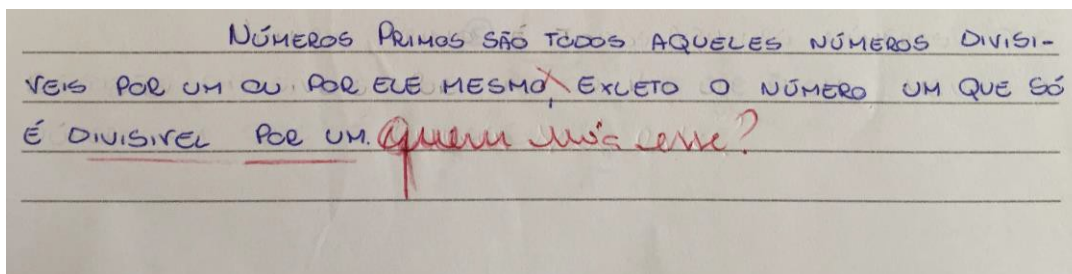 NÚMEROS PRIMOS SÃO TODOS AQUELES NÚMEROS DIVISI-
VEIS POR UM OU POR ELE MESMO, EXCETO O NÚMERO UM QUE SÓ
É DIVISIVEL POR UM. Quem esse?